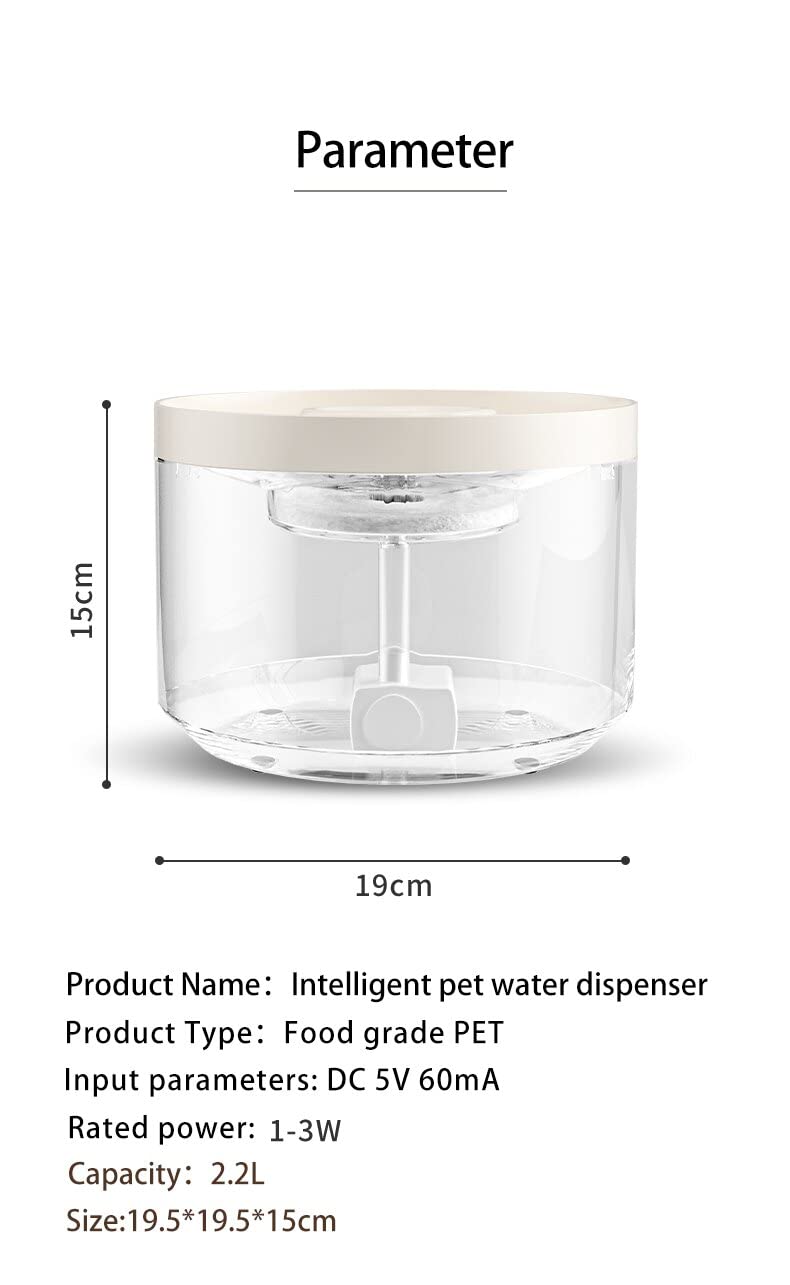 Parameter
15cm
19cm
Product Name： Intelligent pet water dispenser
Product Type：Food grade PET
Input parameters: DC 5V 60mA
Rated power: 1-3W
Capacity：2.2L
Size:19.5*19.5*15cm